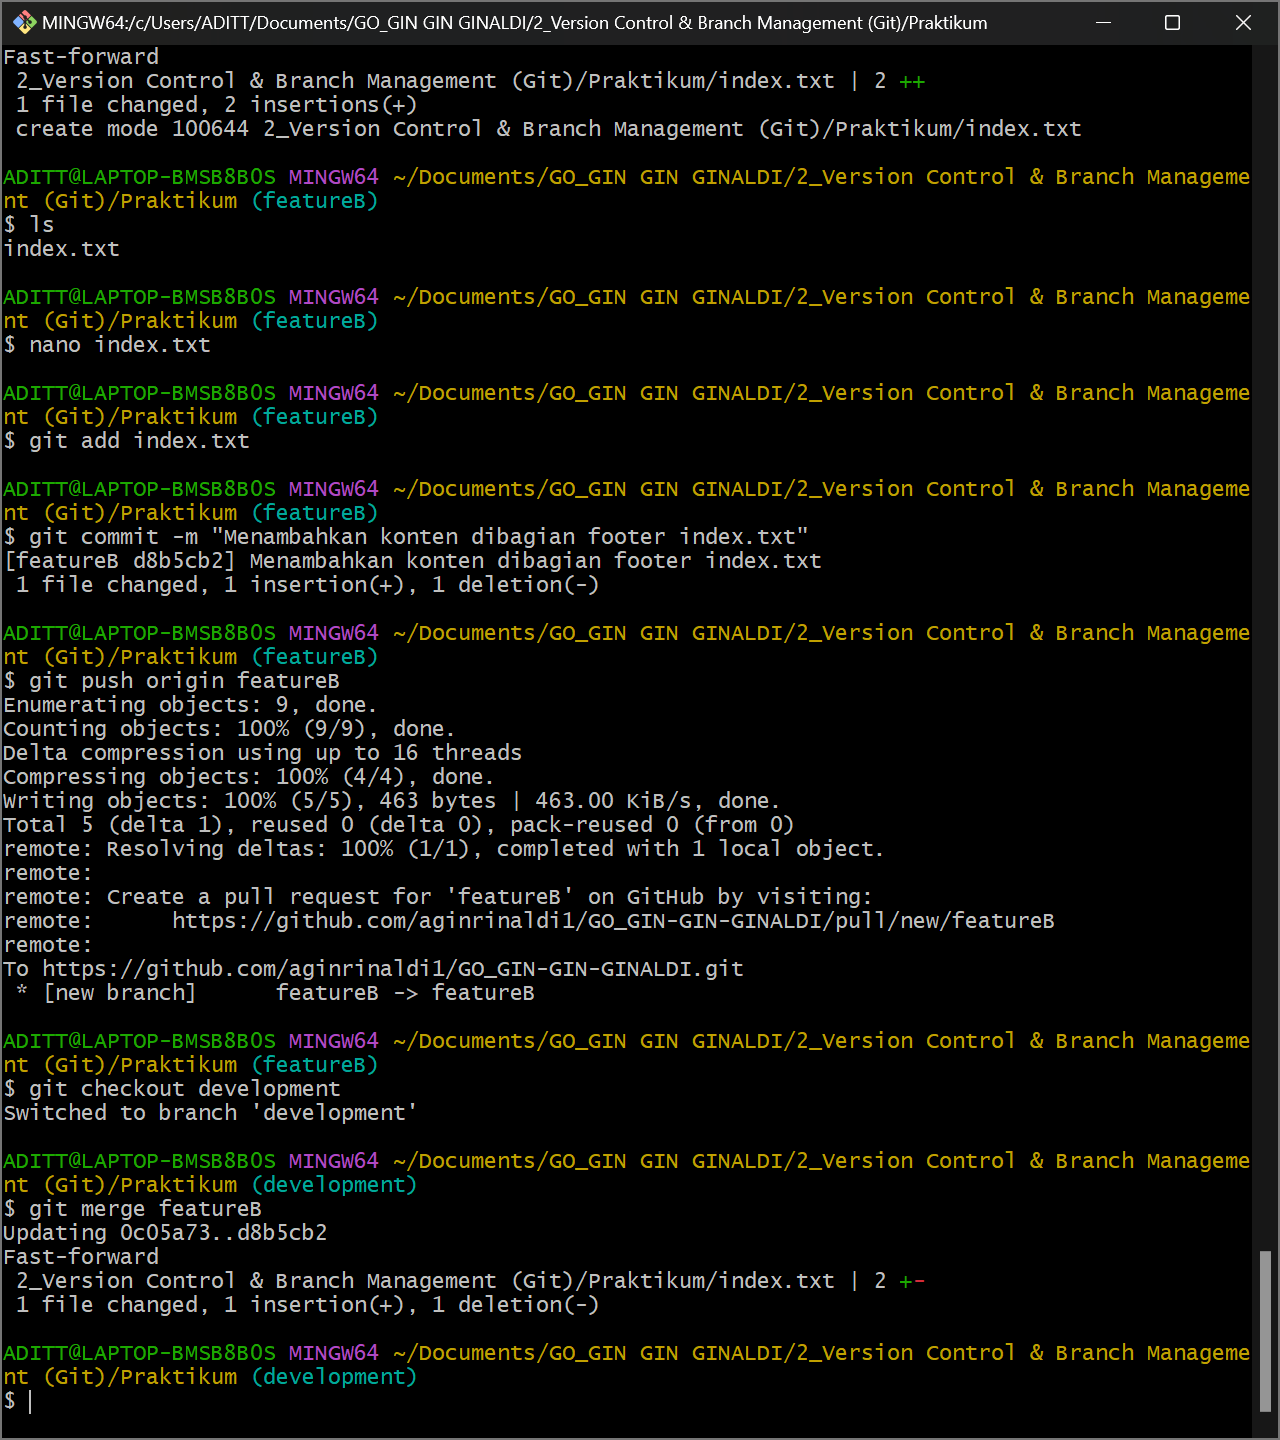 MINGW64:/c/Users/ADITT/Documents/GO_GIN GIN GINALDI/2_Version Control & Branch Management (Git)/Praktikum
Fast-forward
 2_Version Control & Branch Management (Git)/Praktikum/index.txt | 2 ++
 1 file changed, 2 insertions(+)
 create mode 100644 2_Version Control & Branch Management (Git)/Praktikum/index.txt

ADITT@LAPTOP-BMSB8B0S MINGW64 ~/Documents/GO_GIN GIN GINALDI/2_Version Control & Branch Manageme
nt (Git)/Praktikum (featureB)
$ ls
index.txt

ADITT@LAPTOP-BMSB8B0S MINGW64 ~/Documents/GO_GIN GIN GINALDI/2_Version Control & Branch Manageme
nt (Git)/Praktikum (featureB)
$ nano index.txt

ADITT@LAPTOP-BMSB8B0S MINGW64 ~/Documents/GO_GIN GIN GINALDI/2_Version Control & Branch Manageme
nt (Git)/Praktikum (featureB)
$ git add index.txt

ADITT@LAPTOP-BMSB8B0S MINGW64 ~/Documents/GO_GIN GIN GINALDI/2_Version Control & Branch Manageme
nt (Git)/Praktikum (featureB)
$ git commit -m "Menambahkan konten dibagian footer index.txt"
[featureB d8b5cb2] Menambahkan konten dibagian footer index.txt
 1 file changed, 1 insertion(+), 1 deletion(-)

ADITT@LAPTOP-BMSB8B0S MINGW64 ~/Documents/GO_GIN GIN GINALDI/2_Version Control & Branch Manageme
nt (Git)/Praktikum (featureB)
$ git push origin featureB
Enumerating objects: 9, done.
Counting objects: 100% (9/9), done.
Delta compression using up to 16 threads
Compressing objects: 100% (4/4), done.
Writing objects: 100% (5/5), 463 bytes | 463.00 KiB/s, done.
Total 5 (delta 1), reused 0 (delta 0), pack-reused 0 (from 0)
remote: Resolving deltas: 100% (1/1), completed with 1 local object.
remote:
remote: Create a pull request for 'featureB' on GitHub by visiting:
remote:      https://github.com/aginrinaldi1/GO_GIN-GIN-GINALDI/pull/new/featureB
remote:
To https://github.com/aginrinaldi1/GO_GIN-GIN-GINALDI.git
 * [new branch]      featureB -> featureB

ADITT@LAPTOP-BMSB8B0S MINGW64 ~/Documents/GO_GIN GIN GINALDI/2_Version Control & Branch Manageme
nt (Git)/Praktikum (featureB)
$ git checkout development
Switched to branch 'development'

ADITT@LAPTOP-BMSB8B0S MINGW64 ~/Documents/GO_GIN GIN GINALDI/2_Version Control & Branch Manageme
nt (Git)/Praktikum (development)
$ git merge featureB
Updating 0c05a73..d8b5cb2
Fast-forward
 2_Version Control & Branch Management (Git)/Praktikum/index.txt | 2 +-
 1 file changed, 1 insertion(+), 1 deletion(-)

ADITT@LAPTOP-BMSB8B0S MINGW64 ~/Documents/GO_GIN GIN GINALDI/2_Version Control & Branch Manageme
nt (Git)/Praktikum (development)
$